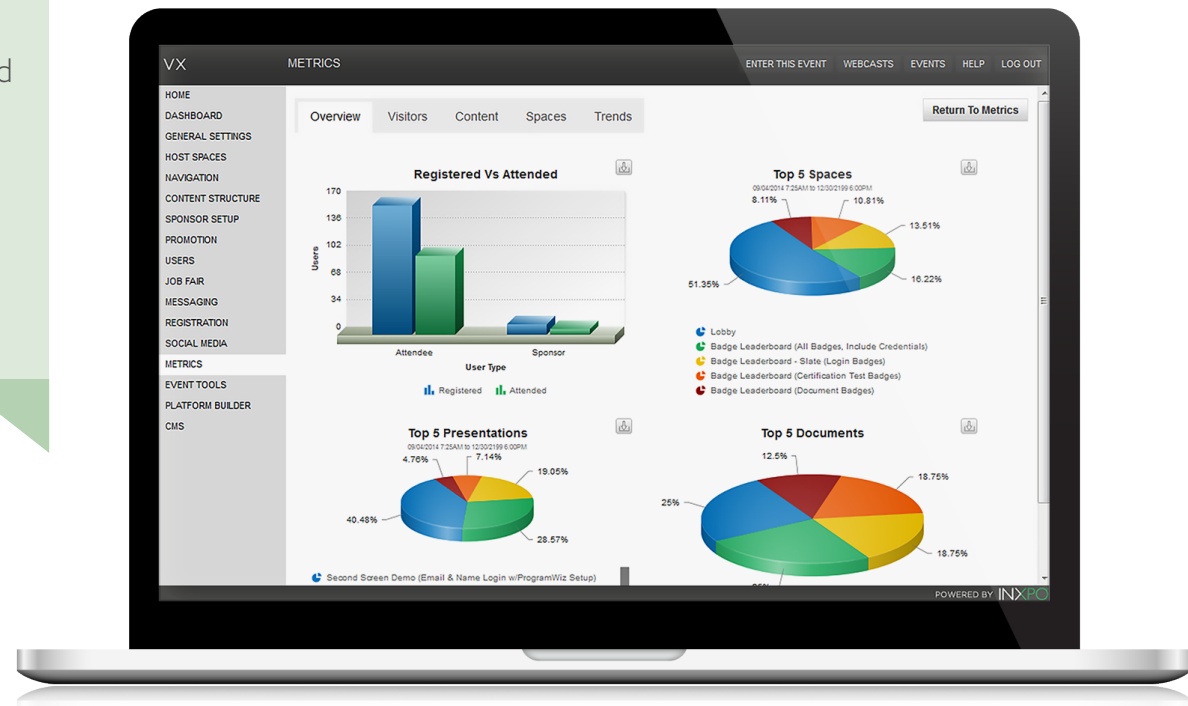 d
VX
METRICS
ENTER THIS EVENT WEBCASTS EVENTS HELP LOG OUT
HOME
DASHBOARD
GENERAL SETTINGS
HOST SPACES
NAVIGATION
CONTENT STRUCTURE
SPONSOR SETUP
PROMOTION
USERS
JOB FAIR
MESSAGING
REGISTRATION
SOCIAL MEDIA
METRICS
EVENT TOOLS
PLATFORM BUILDER
CMS
Overview Visitors Content Spaces Trends
Return To Metrics
Registered Vs Attended
170
136
102
68
34
0
Users
Attendee Sponsor
User Type
Registered Attended
Top 5 Spaces
09/04/2014 7:25AM to 12/30/2199 6:00PM
8.11% 10.81%
13.51%
16.22%
51.35%
Lobby
Badge Leaderboard (All Badges, Include Credentials)
Badge Leaderboard - Slate (Login Badges)
Badge Leaderboard (Certification Test Badges)
Badge Leaderboard (Document Badges)
Top 5 Presentations
09/04/2014 7:25AM to 12/30/2199 6:00PM
4.76% 7.14%
19.05%
40.48%
28.57%
Second Screen Demo (Email & Name Login w/ProgramWiz Setup)
Top 5 Documents
12.5%
18.75%
25%
18.75%
25%
POWERED BY INXPO